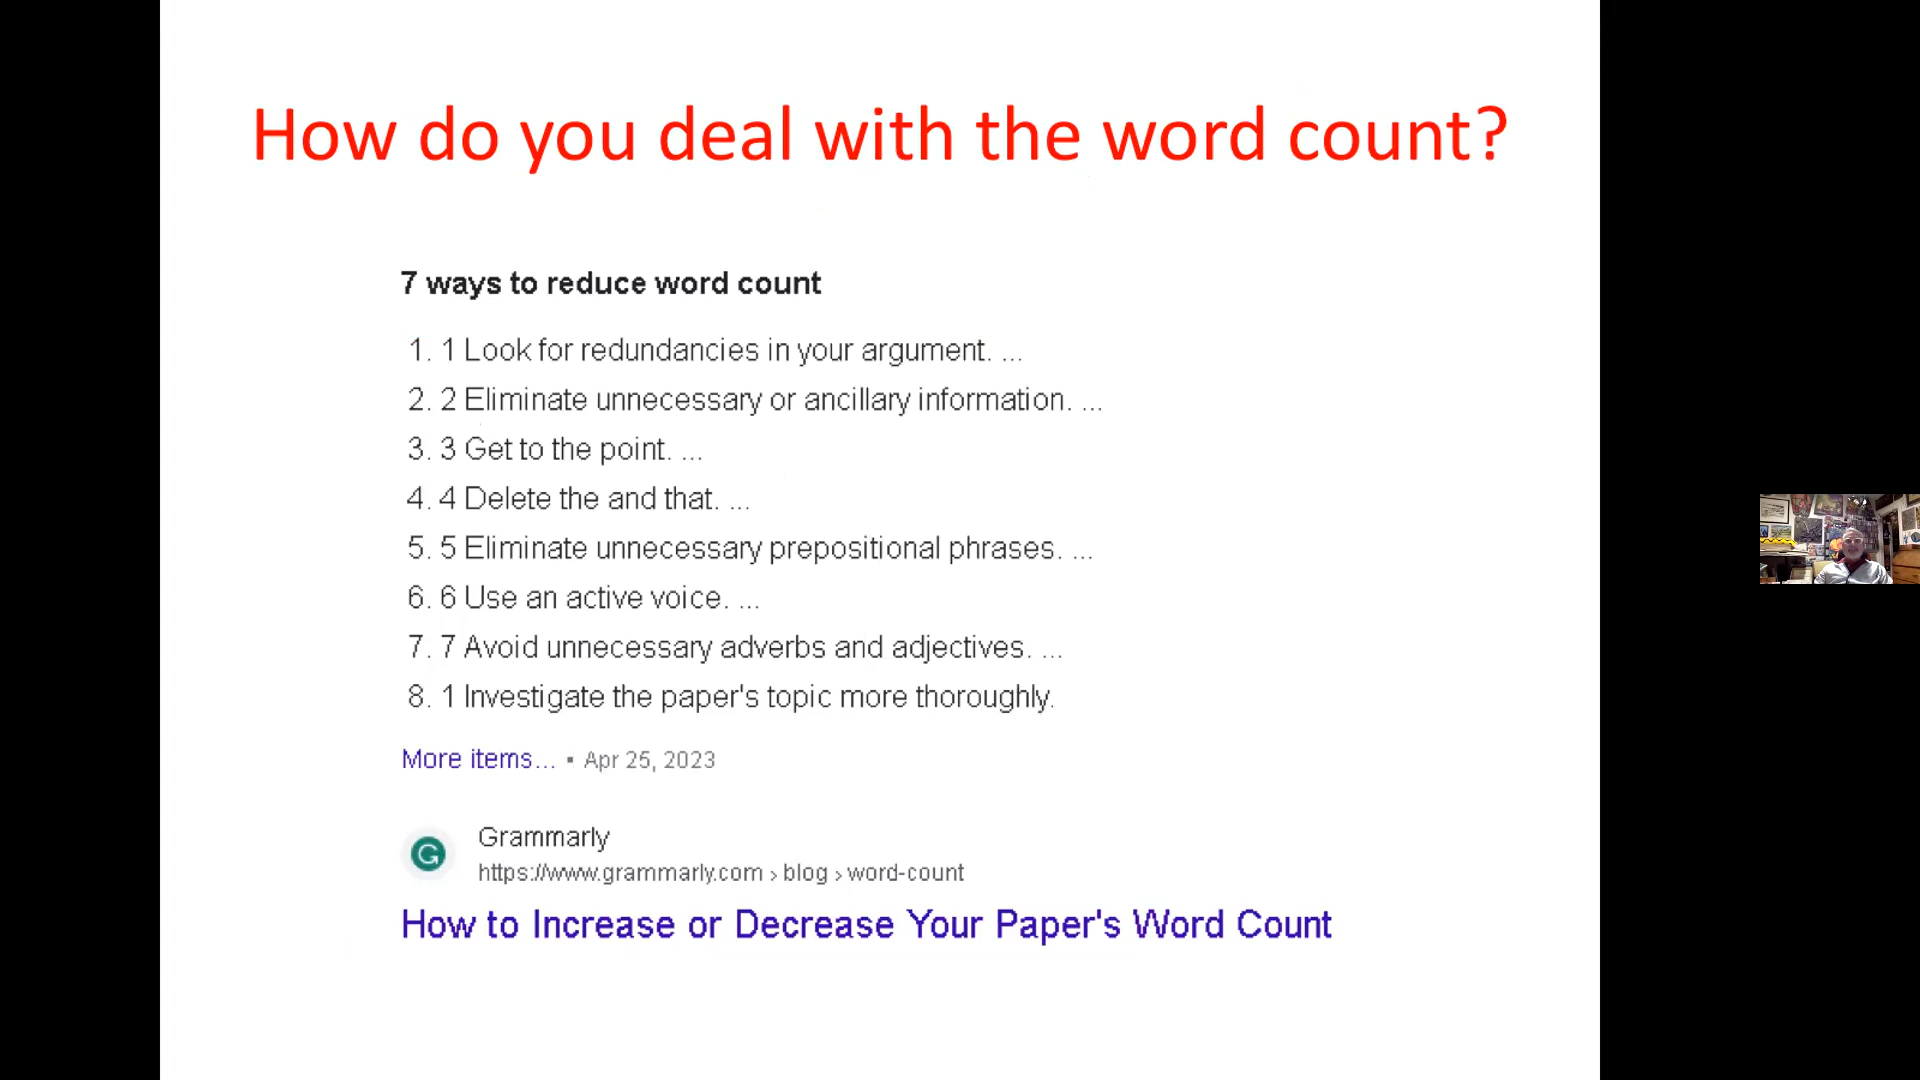 How do you deal with the word count?
7 ways to reduce word count
1. 1 Look for redundancies in your argument. ...
2. 2 Eliminate unnecessary or ancillary information. ...
3. 3 Get to the point. ...
4. 4 Delete the and that. ...
5. 5 Eliminate unnecessary prepositional phrases. ...
6. 6 Use an active voice. ...
7. 7 Avoid unnecessary adverbs and adjectives. ...
8. 1 Investigate the paper's topic more thoroughly.
More items... • Apr 25, 2023
Grammarly
https://www.grammarly.com › blog › word-count
How to Increase or Decrease Your Paper's Word Count